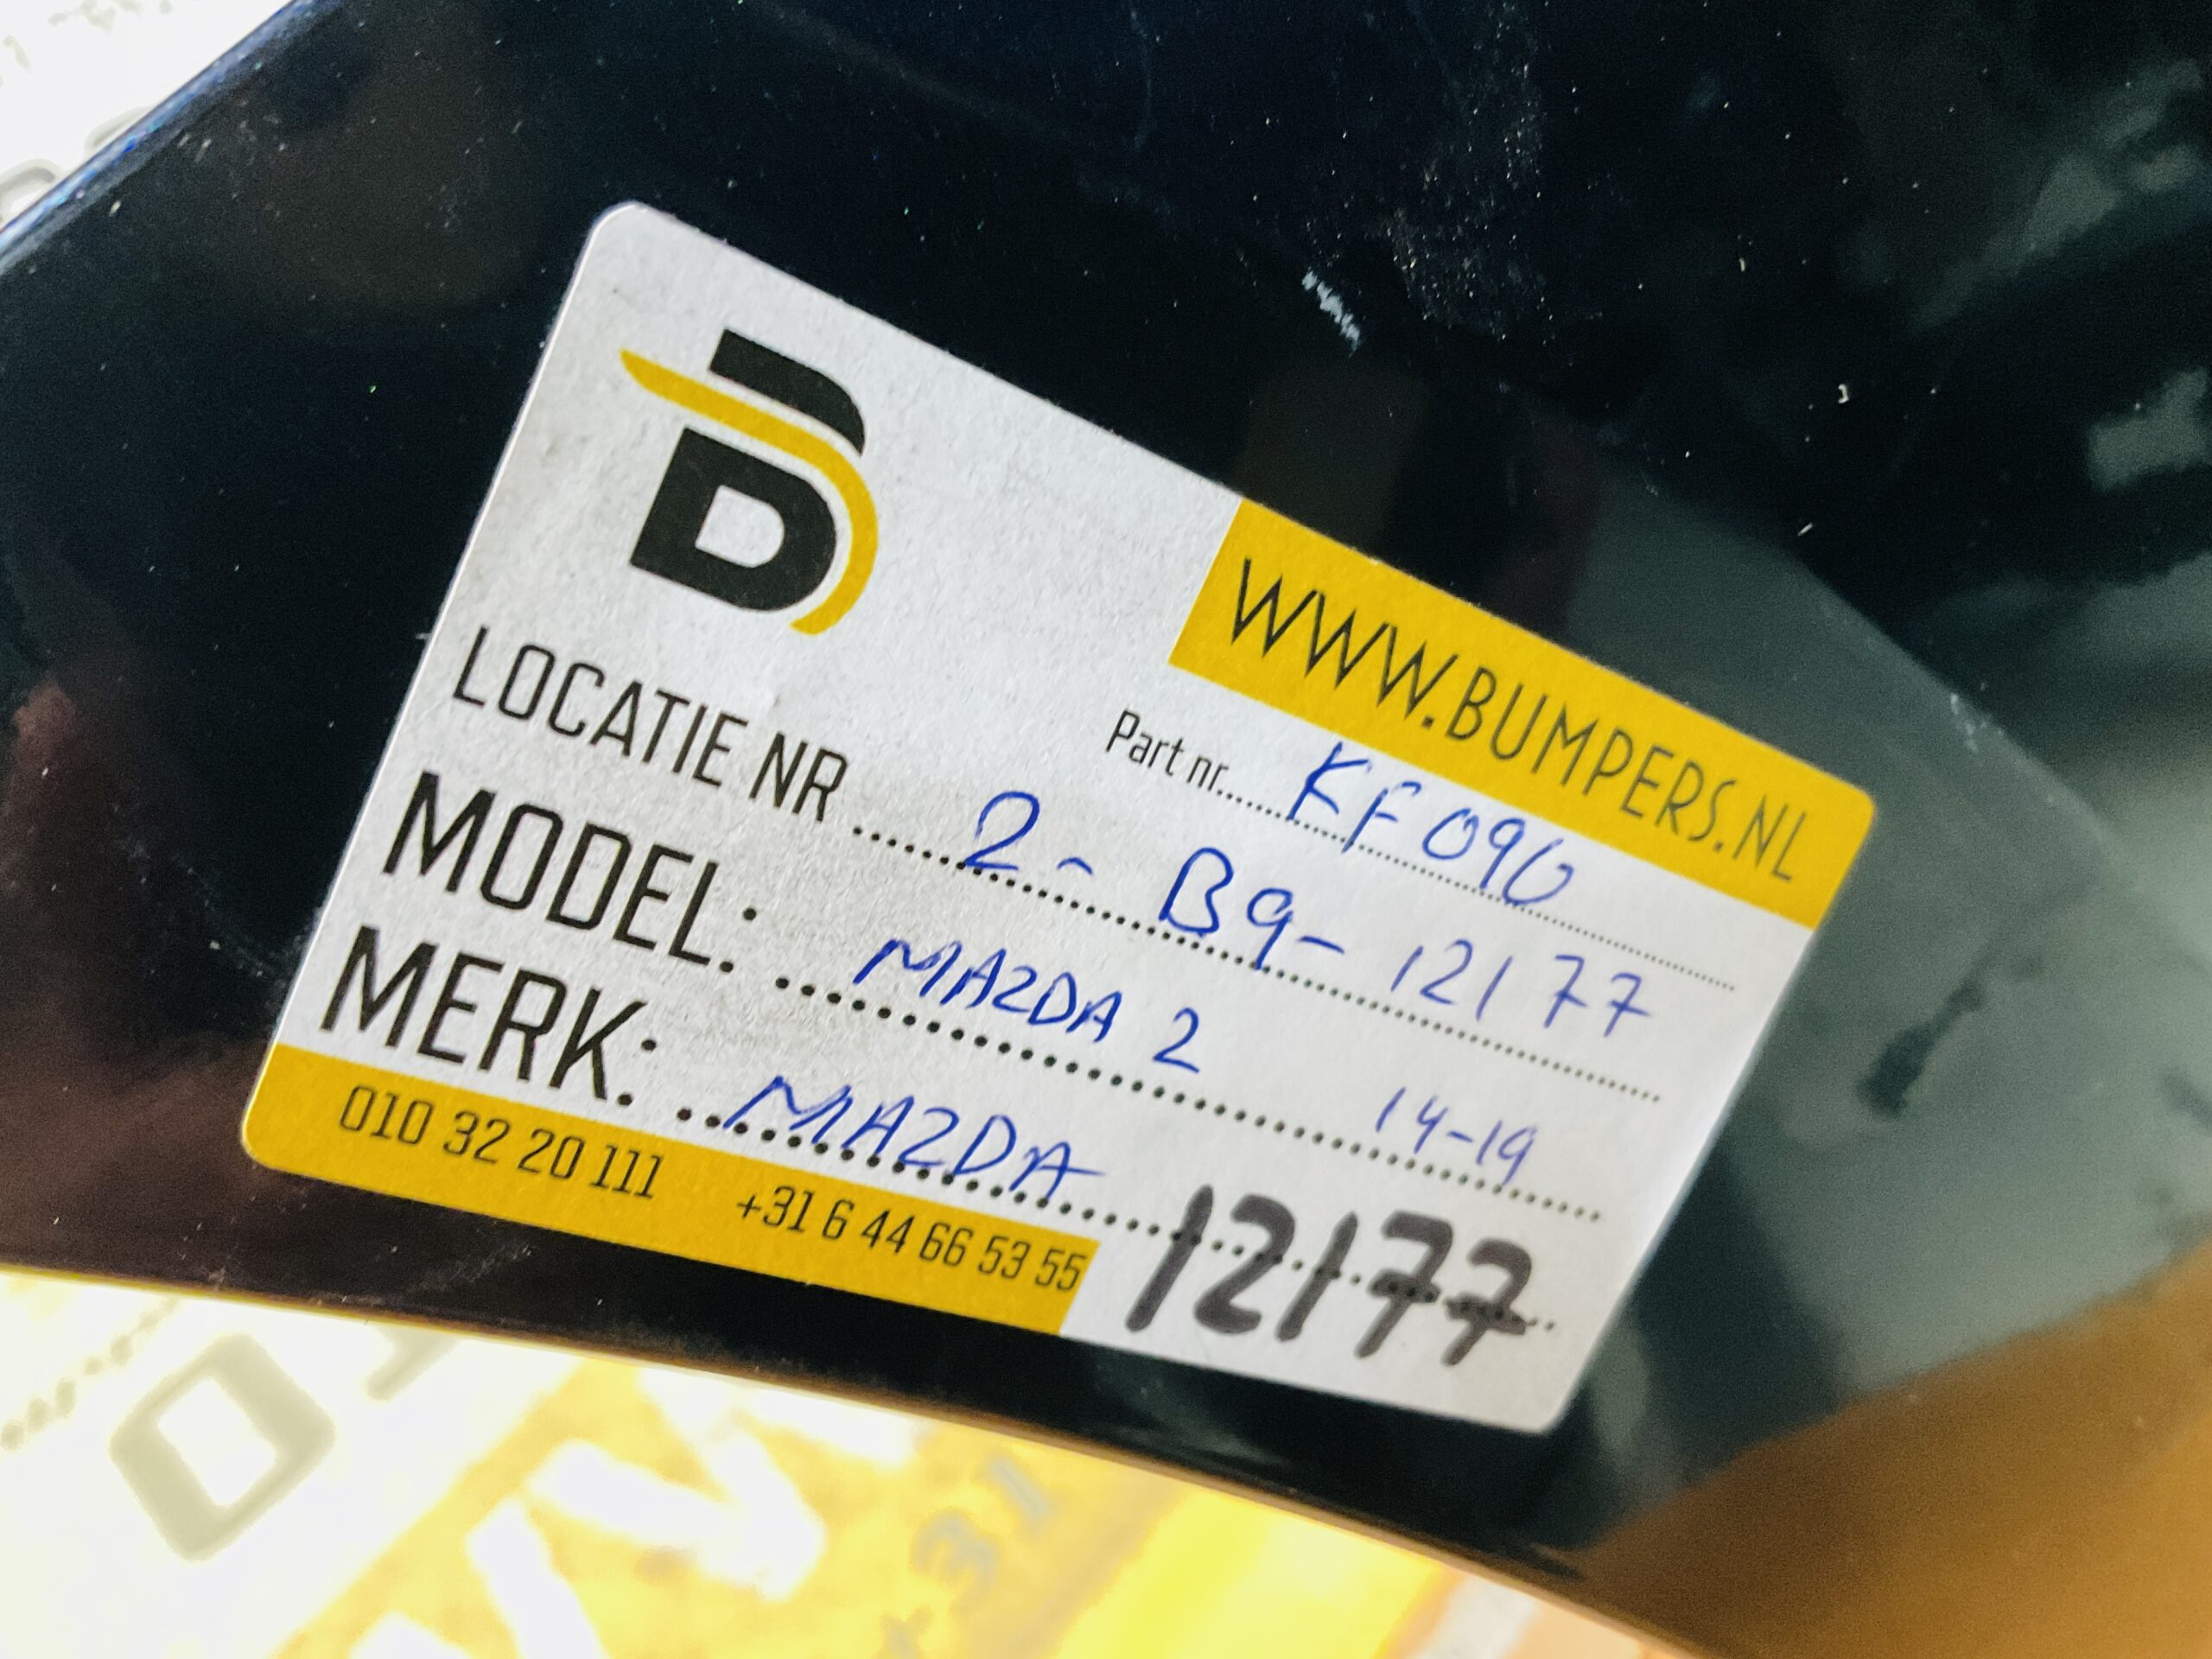 B
WWW.BUMPERS.NL
Part nr...... KF090
LOCATIE NR ..... 2 - B9 - 12177
MODEL: ... MAZDA 2 14-19
MERK: ... MAZDA
12177
010 32 20 111 +31 6 44 66 53 55